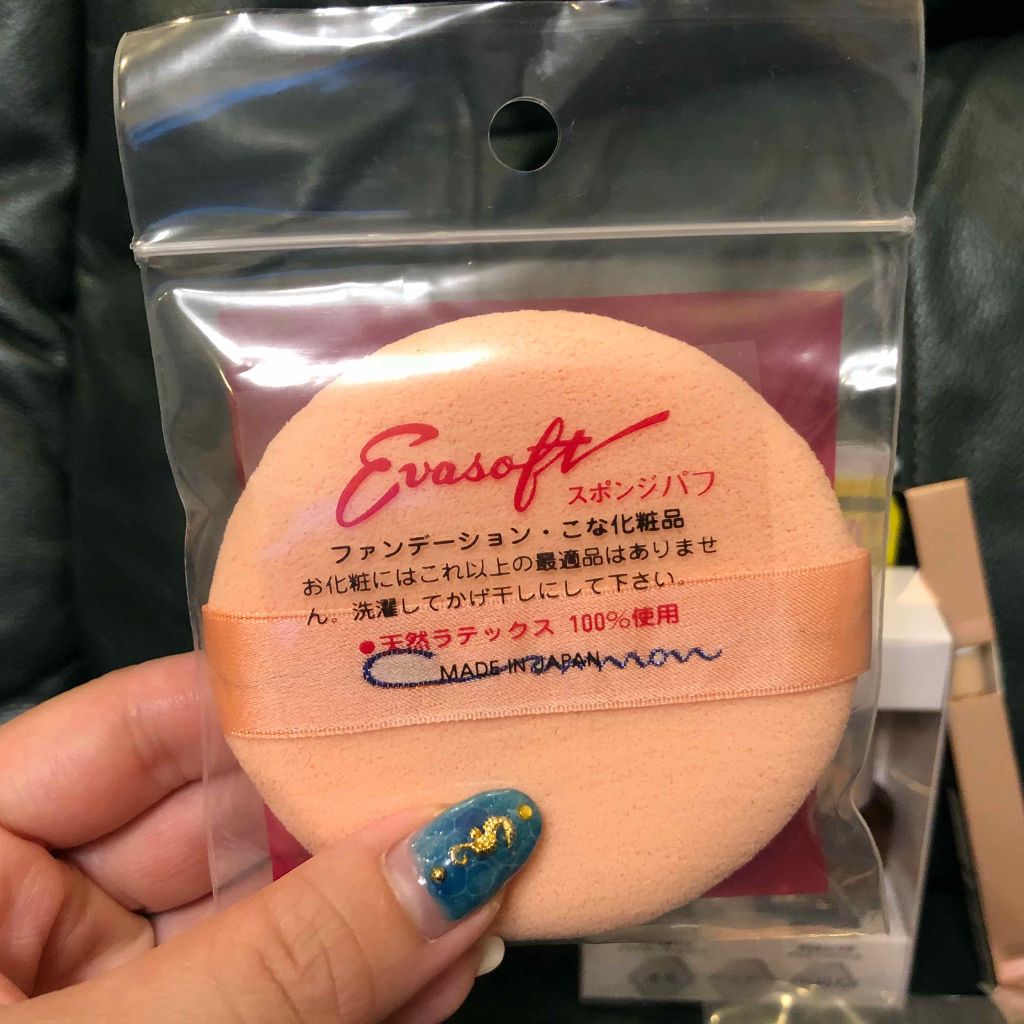 Evasoft
スポンジパフ
ファンデーション・こな化粧品
お化粧にはこれ以上の最適品はありませ
ん。洗濯してかげ干しにして下さい。
●天然ラテックス 100%使用
MADE IN JAPAN